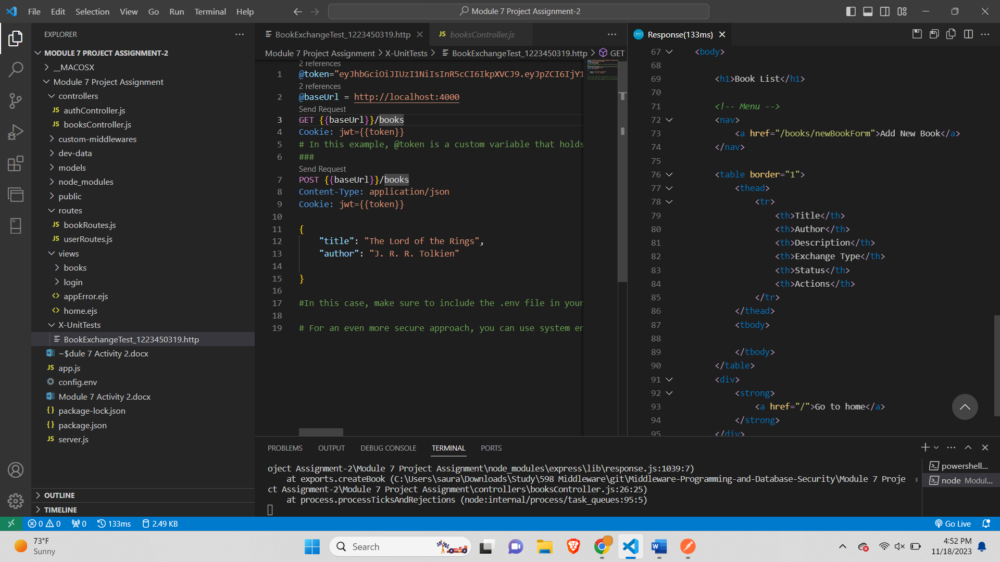 File Edit Selection View Go Run Terminal Help
Module 7 Project Assignment-2
EXPLORER
MODULE 7 PROJECT ASSIGNMENT-2
__MACOSX
Module 7 Project Assignment
controllers
JS authController.js
JS booksController.js
custom-middlewares
dev-data
models
node_modules
public
routes
JS bookRoutes.js
JS userRoutes.js
views
books
login
<> appError.ejs
<> home.ejs
X-UnitTests
BookExchangeTest_1223450319.http
~$dule 7 Activity 2.docx
JS app.js
config.env
Module 7 Activity 2.docx
{} package-lock.json
{} package.json
JS server.js
OUTLINE
TIMELINE
BookExchangeTest_1223450319.http
JS booksController.js
Module 7 Project Assignment > X-UnitTests > BookExchangeTest_1223450319.http > GET
2 references
1 @token="eyJhbGciOiJIUzI1NiIsInR5cCI6IkpXVCJ9.eyJpZCI6IjY1
2 references
2 @baseUrl = http://localhost:4000
Send Request
3 GET {{baseUrl}}/books
4 Cookie: jwt={{token}}
5 # In this example, @token is a custom variable that holds
6 ###
Send Request
7 POST {{baseUrl}}/books
8 Content-Type: application/json
9 Cookie: jwt={{token}}
10
11 {
12 "title": "The Lord of the Rings",
13 "author": "J. R. R. Tolkien"
14
15 }
16
17 #In this case, make sure to include the .env file in your
18
19 # For an even more secure approach, you can use system en
Response(133ms)
67 <body>
68
69 <h1>Book List</h1>
70
71 <!-- Menu -->
72 <nav>
73 <a href="/books/newBookForm">Add New Book</a>
74 </nav>
75
76 <table border="1">
77 <thead>
78 <tr>
79 <th>Title</th>
80 <th>Author</th>
81 <th>Description</th>
82 <th>Exchange Type</th>
83 <th>Status</th>
84 <th>Actions</th>
85 </tr>
86 </thead>
87 <tbody>
88
89 </tbody>
90 </table>
91 <div>
92 <strong>
93 <a href="/">Go to home</a>
94 </strong>
95 </div>
PROBLEMS OUTPUT DEBUG CONSOLE TERMINAL PORTS
oject Assignment-2\Module 7 Project Assignment\node_modules\express\lib\response.js:1039:7)
at exports.createBook (C:\Users\saura\Downloads\Study\598 Middleware\git\Middleware-Programming-and-Database-Security\Module 7 Proje
ct Assignment-2\Module 7 Project Assignment\controllers\booksController.js:26:25)
at process.processTicksAndRejections (node:internal/process/task_queues:95:5)
powershell...
node Modul...
0 0 0 133ms 2.49 KB
Go Live
73°F
Sunny
Search
4:52 PM
11/18/2023